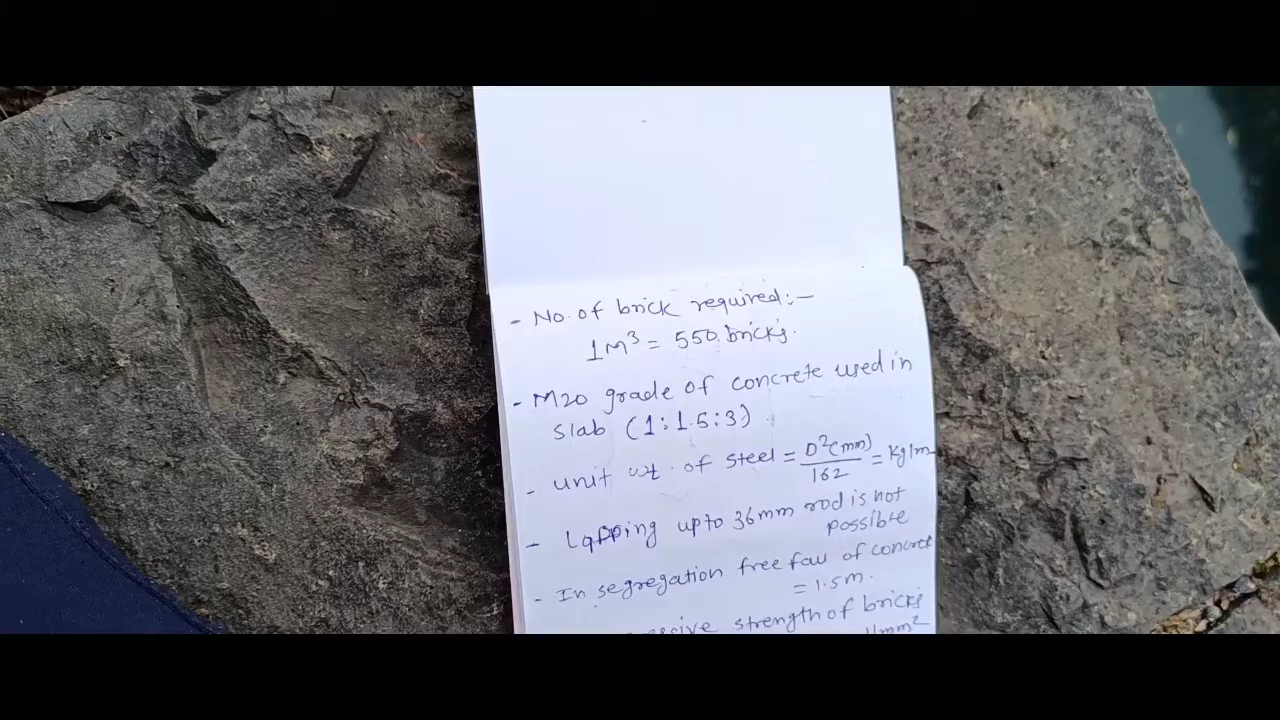 - No. of brick required:-
1M³ = 550 bricks.
- M20 grade of concrete used in
slab (1:1.5:3)
- unit wt. of steel = D²(mm)/162 = kg/m
- Lapping upto 36mm rod is not
possible
- In segregation free fall of concrete
= 1.5m.
strength of bricks